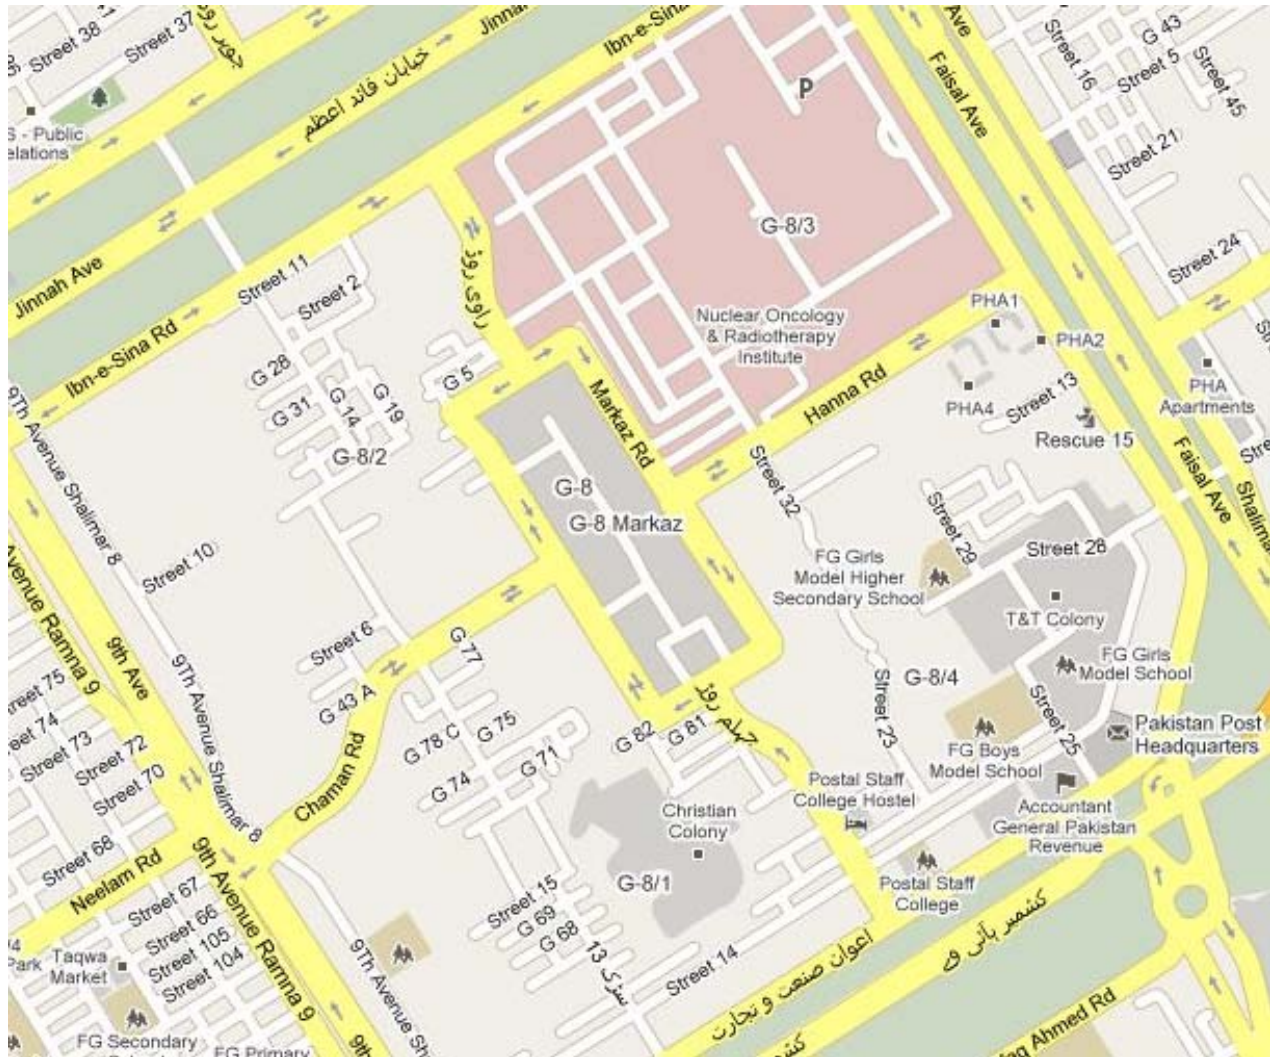 Street 38
Street 37
جوہر روڈ
Jinnah Ave
خیابان قائد اعظم
Ibn-e-Sina
Faisal Ave
Ave
G 43
Street 16
Street 5
Street 45
Street 21
S - Public
elations
P
G-8/3
Jinnah Ave
Street 11
Street 2
راوی روڈ
Street 24
Nuclear Oncology
& Radiotherapy
Institute
PHA1
PHA2
PHA4
PHA
Apartments
Ibn-e-Sina Rd
G 28
G 5
G 31
G 14
G 19
G-8/2
Markaz Rd
Hanna Rd
Street 13
Rescue 15
9Th Avenue Shalimar 8
Street 32
G-8
G-8 Markaz
Faisal Ave
Shalimar
Street 10
Street 29
Street 28
FG Girls
Model Higher
Secondary School
T&T Colony
Avenue Ramna 9
9th Ave
9Th Avenue Shalimar 8
Street 6
G 77
G 43 A
G-8/4
FG Girls
Model School
Street 23
Street 25
Street 74
Street 73
Street 72
Street 70
G 78 C
G 75
G 71
G 74
G 82
G 81
جہلم روڈ
FG Boys
Model School
Pakistan Post
Headquarters
Chaman Rd
Christian
Colony
Postal Staff
College Hostel
Accountant
General Pakistan
Revenue
Street 68
Neelam Rd
Street 67
Street 66
Street 105
Street 104
9th Avenue Ramna 9
9Th Avenue Shalimar 8
G-8/1
Postal Staff
College
Street 15
G 69
G 68
Street 14
Taqwa
Market
Park
اعوان صنعت و تجارت
کشمیر ہائی وے
FG Secondary
FG Primary
9th
Ahmed Rd